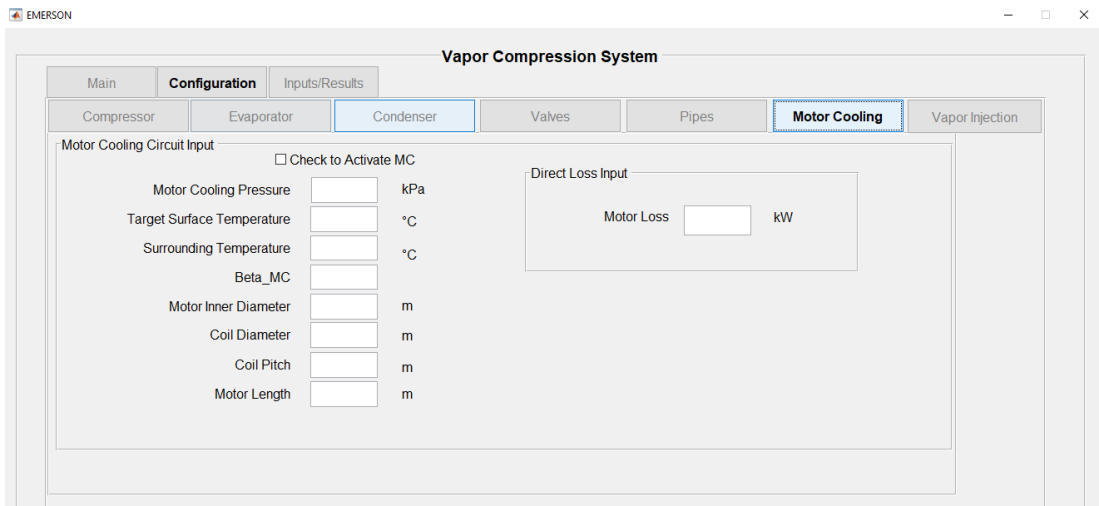 EMERSON
Vapor Compression System
Main Configuration Inputs/Results
Compressor Evaporator Condenser Valves Pipes Motor Cooling Vapor Injection
Motor Cooling Circuit Input
Check to Activate MC
Motor Cooling Pressure kPa
Target Surface Temperature °C
Surrounding Temperature °C
Beta_MC
Motor Inner Diameter m
Coil Diameter m
Coil Pitch m
Motor Length m
Direct Loss Input
Motor Loss kW